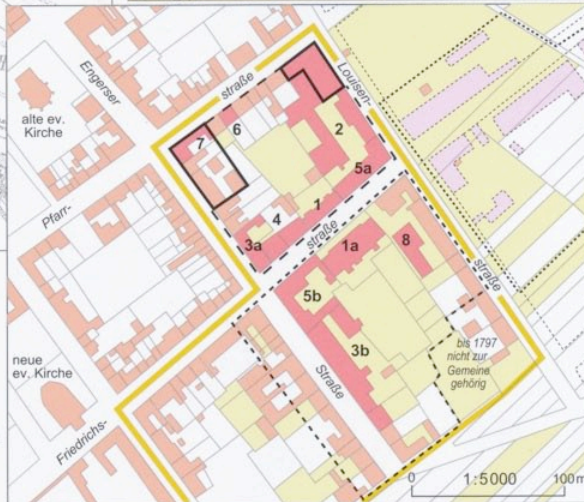 Engerser
straße
Louisen-
alte ev.
Kirche
7
6
2
5a
Pfarr-
4
1
3a
straße
1a
8
straße
5b
neue
ev. Kirche
3b
Straße
bis 1797
nicht zur
Gemeine
gehörig
Friedrichs-
0
1:5000
100m